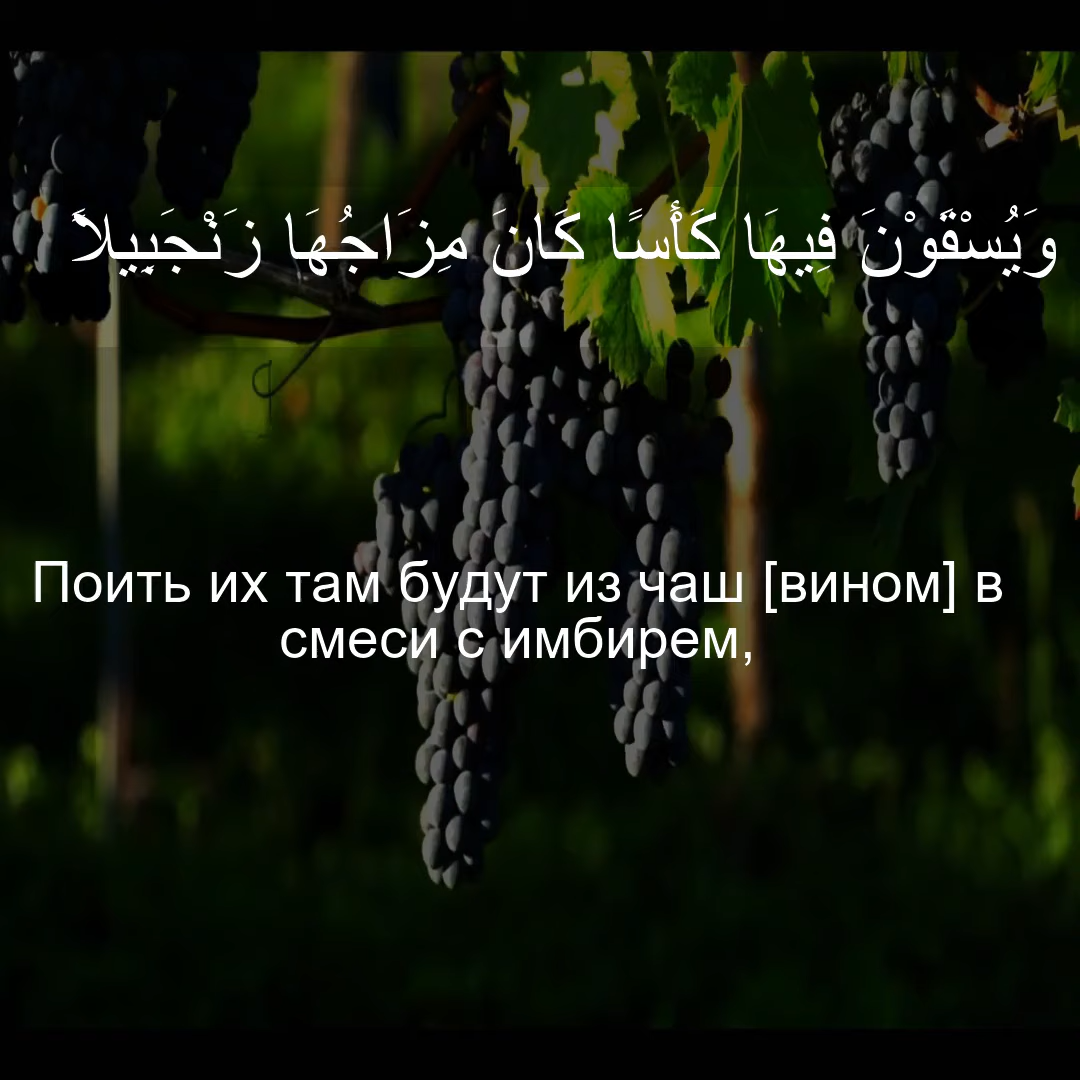 وَيُسْقَوْنَ فِيهَا كَأْسًا كَانَ مِزَاجُهَا زَنْجَبِيلاً
Поить их там будут из чаш [вином] в
смеси с имбирем,